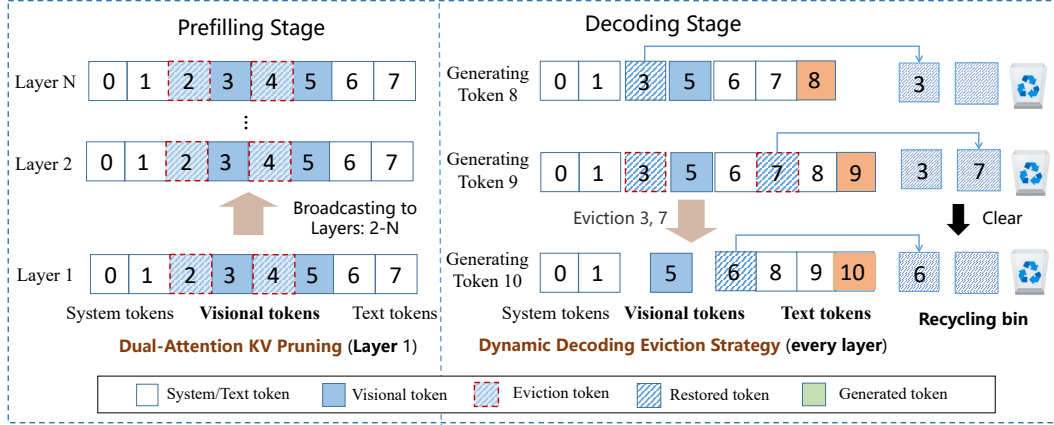 Prefilling Stage
Layer N 0 1 2 3 4 5 6 7
...
Layer 2 0 1 2 3 4 5 6 7
Broadcasting to
Layers: 2-N
Layer 1 0 1 2 3 4 5 6 7
System tokens Visional tokens Text tokens
Dual-Attention KV Pruning (Layer 1)
Decoding Stage
Generating
Token 8
0 1 3 5 6 7 8 3
Generating
Token 9
0 1 3 5 6 7 8 9 3 7
Eviction 3, 7 Clear
Generating
Token 10
0 1 5 6 8 9 10 6
System tokens Visional tokens Text tokens Recycling bin
Dynamic Decoding Eviction Strategy (every layer)
System/Text token Visional token Eviction token Restored token Generated token